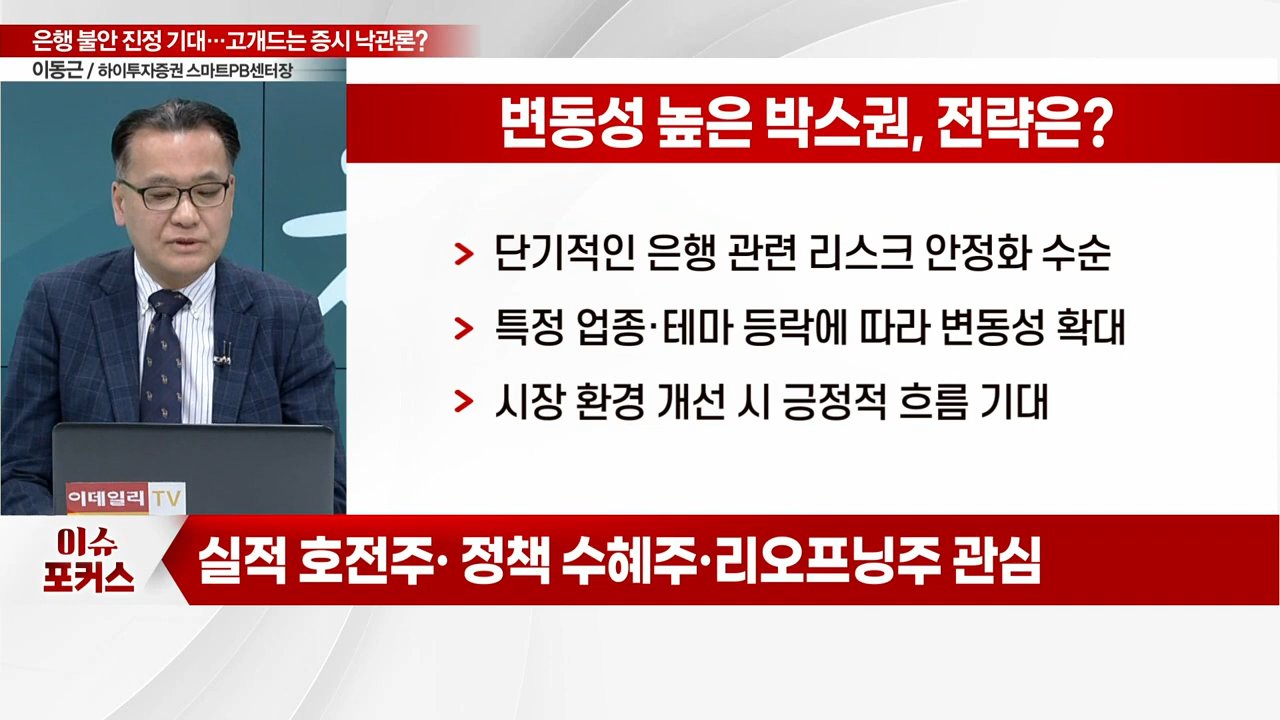 은행 불안 진정 기대…고개드는 증시 낙관론?
이동근 / 하이투자증권 스마트PB센터장
변동성 높은 박스권, 전략은?
> 단기적인 은행 관련 리스크 안정화 수순
> 특정 업종·테마 등락에 따라 변동성 확대
> 시장 환경 개선 시 긍정적 흐름 기대
이데일리 TV
이슈
포커스
실적 호전주· 정책 수혜주·리오프닝주 관심